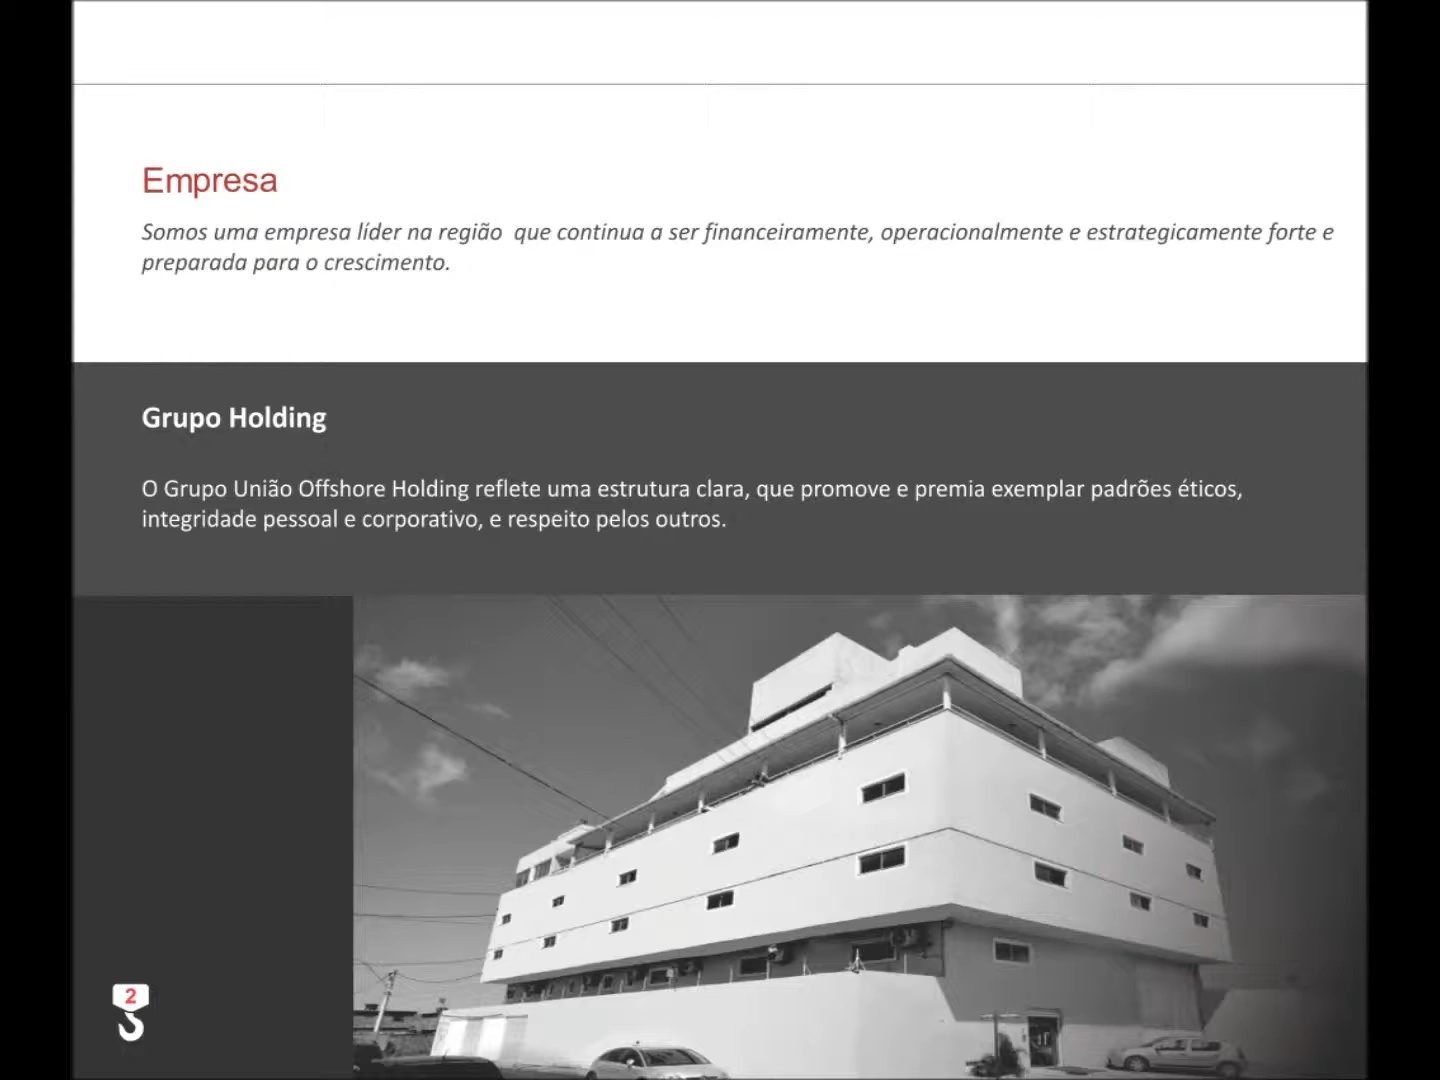 Empresa
Somos uma empresa líder na região  que continua a ser financeiramente, operacionalmente e estrategicamente forte e
preparada para o crescimento.
Grupo Holding
O Grupo União Offshore Holding reflete uma estrutura clara, que promove e premia exemplar padrões éticos,
integridade pessoal e corporativo, e respeito pelos outros.
2